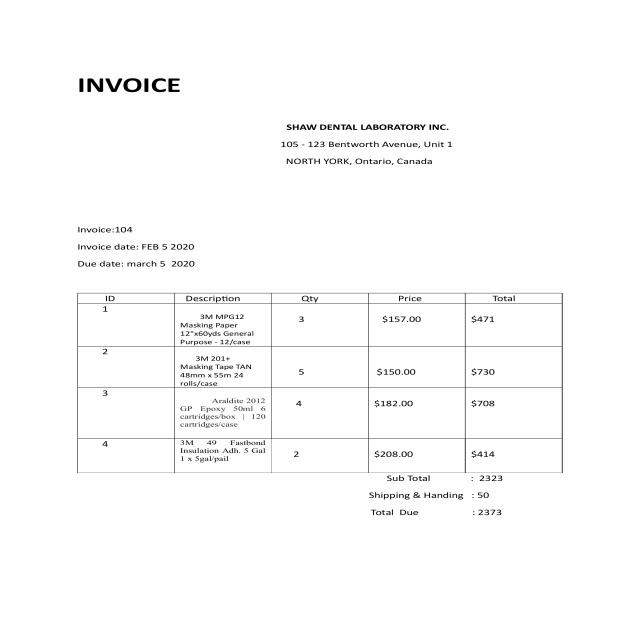 INVOICE
SHAW DENTAL LABORATORY INC.
105 - 123 Bentworth Avenue, Unit 1
NORTH YORK, Ontario, Canada
Invoice:104
Invoice date: FEB 5 2020
Due date: march 5  2020
ID Description Qty Price Total
1
3M MPG12
Masking Paper
12"x60yds General
Purpose - 12/case
3 $157.00 $471
2
3M 201+
Masking Tape TAN
48mm x 55m 24
rolls/case
5 $150.00 $730
3
Araldite 2012
GP Epoxy 50ml 6
cartridges/box | 120
cartridges/case
4 $182.00 $708
4
3M 49 Fastbond
Insulation Adh. 5 Gal
1 x 5gal/pail
2 $208.00 $414
Sub Total : 2323
Shipping & Handing : 50
Total Due : 2373